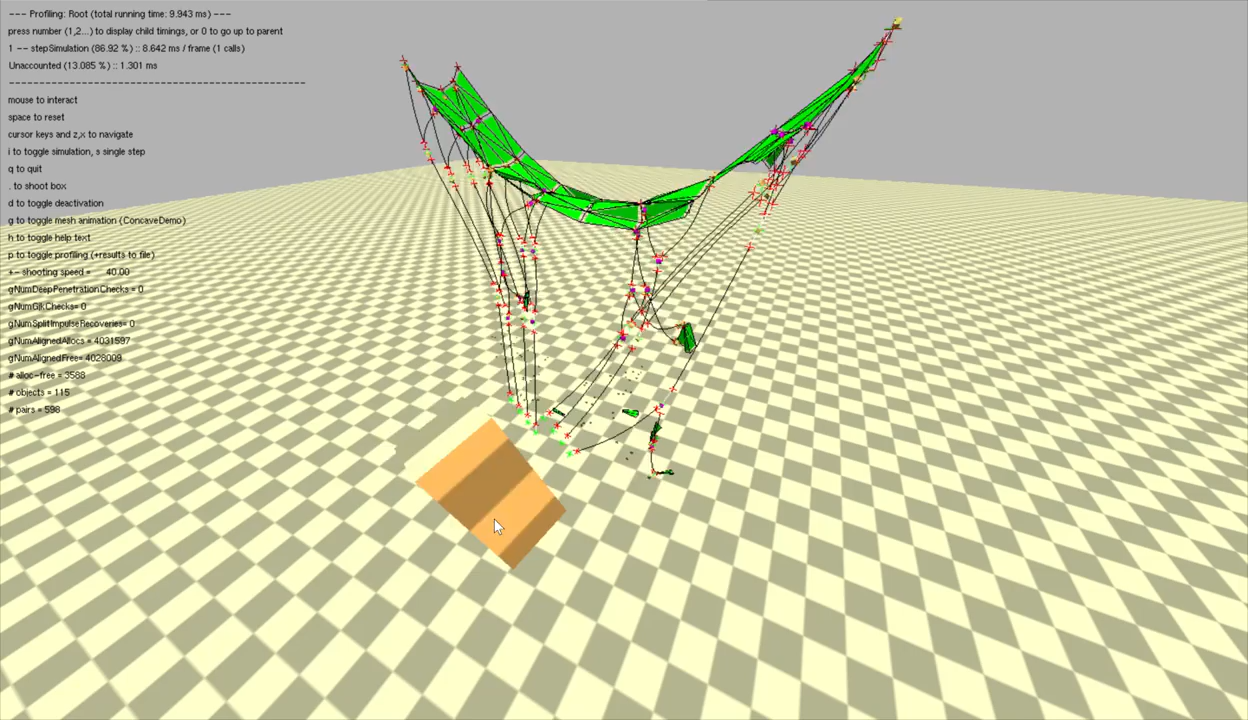 --- Profiling: Root (total running time: 9.943 ms) ---
press number (1,2...) to display child timings, or 0 to go up to parent
1 -- stepSimulation (86.92 %) :: 8.642 ms / frame (1 calls)
Unaccounted (13.085 %) :: 1.301 ms
-------------------------------------------------
mouse to interact
space to reset
cursor keys and z,x to navigate
i to toggle simulation, s single step
q to quit
. to shoot box
d to toggle deactivation
g to toggle mesh animation (ConcaveDemo)
h to toggle help text
p to toggle profiling (+results to file)
+- shooting speed = 40.00
gNumDeepPenetrationChecks = 0
gNumGjkChecks= 0
gNumSplitImpulseRecoveries= 0
gNumAlignedAllocs = 4031597
gNumAlignedFree= 4028009
# alloc-free = 3588
# objects = 115
# pairs = 598